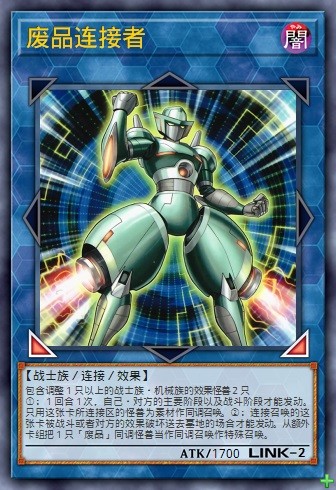 废品连接者
闇
【战士族／连接／效果】
包含调整1只以上的战士族·机械族的效果怪兽2只
①：1回合1次，自己·对方的主要阶段以及战斗阶段才能发动。
只用这张卡所连接区的怪兽为素材作同调召唤。②：连接召唤的这
张卡被战斗或者对方的效果破坏送去墓地的场合才能发动。从额外
卡组把1只「废品」同调怪兽当作同调召唤作特殊召唤。
ATK/1700 LINK-2